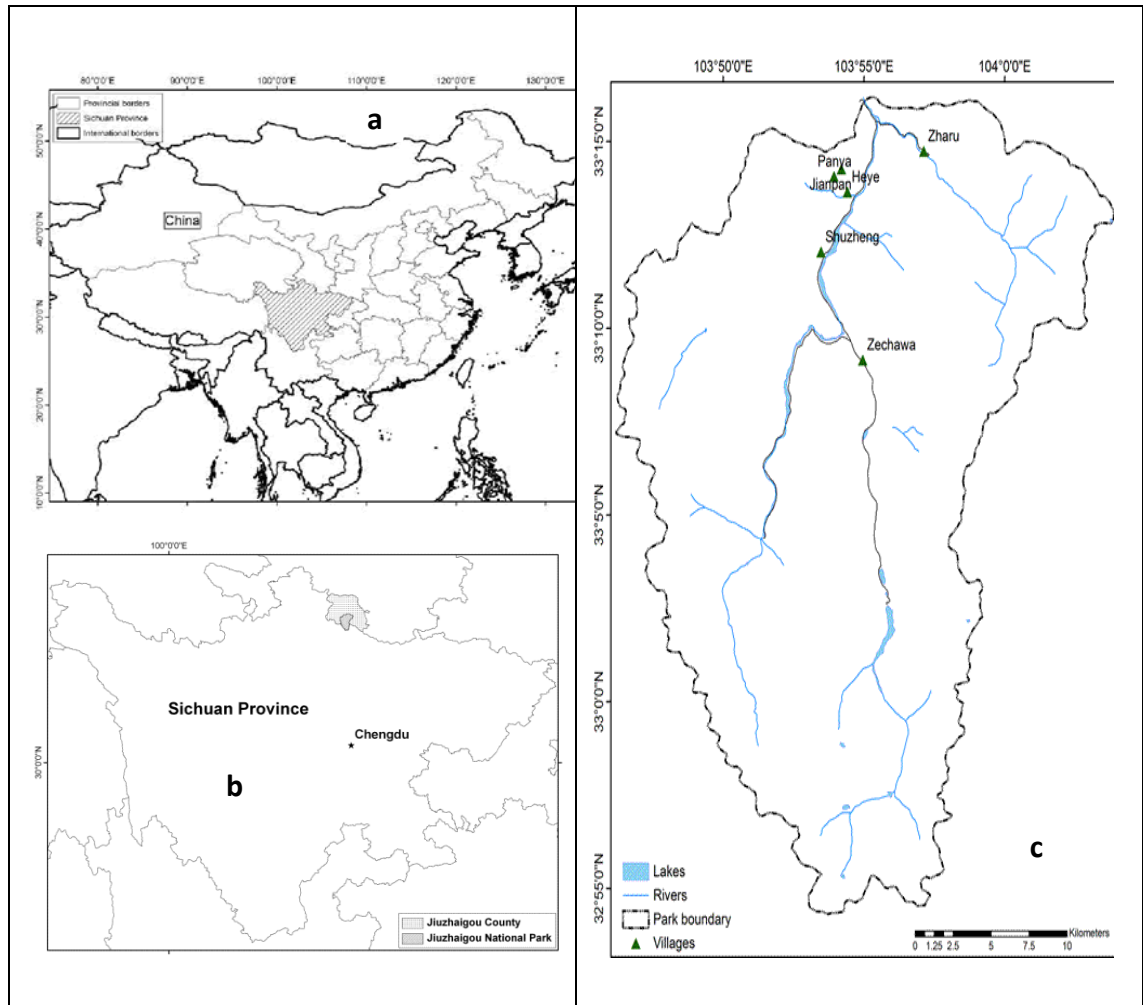 80°0'0"E 90°0'0"E 100°0'0"E 110°0'0"E 120°0'0"E 130°0'0"E
Provincial borders
Sichuan Province
International borders
a
China
50°0'0"N
40°0'0"N
30°0'0"N
20°0'0"N
10°0'0"N
100°0'0"E
Sichuan Province
Chengdu
b
30°0'0"N
Jiuzhaigou County
Jiuzhaigou National Park
100°0'0"E
103°50'0"E 103°55'0"E 104°0'0"E
33°15'0"N
33°10'0"N
33°5'0"N
33°0'0"N
32°55'0"N
Zharu
Panya
Heye
Jianpan
Shuzheng
Zechawa
c
Lakes
Rivers
Park boundary
Villages
Kilometers
0 1.25 2.5 5 7.5 10